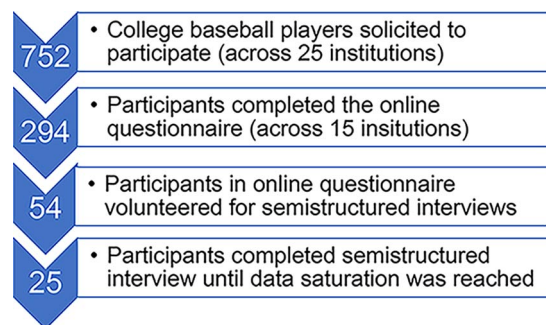 752
• College baseball players solicited to
participate (across 25 institutions)
294
• Participants completed the online
questionnaire (across 15 insitutions)
54
• Participants in online questionnaire
volunteered for semistructured interviews
25
• Participants completed semistructured
interview until data saturation was reached